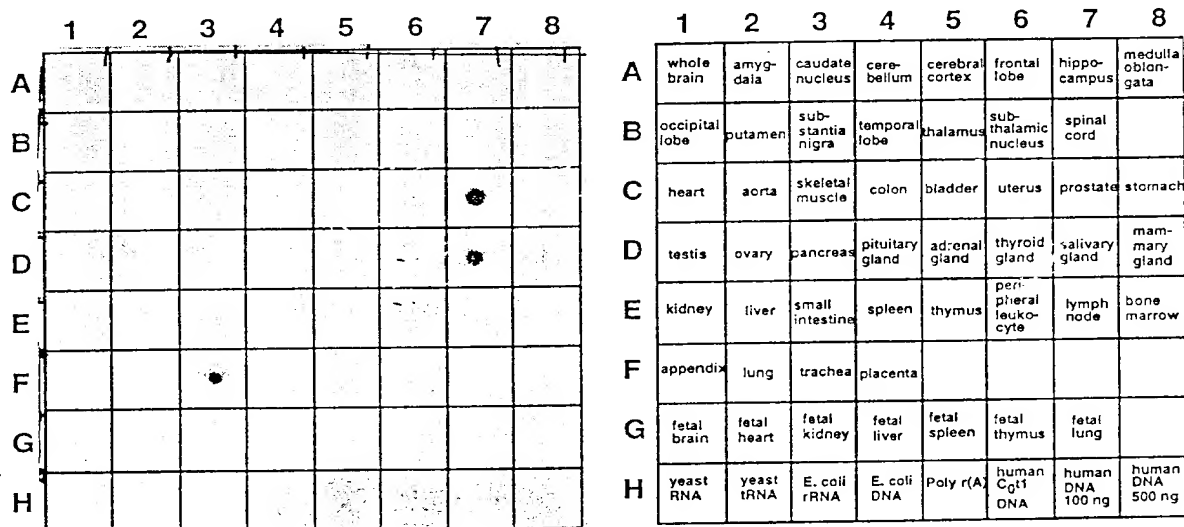 1 2 3 4 5 6 7 8
A
B
C
D
E
F
G
H
1 2 3 4 5 6 7 8
A
whole
brain
amyg-
dala
caudate
nucleus
cere-
bellum
cerebral
cortex
frontal
lobe
hippo-
campus
medulla
oblon-
gata
B
occipital
lobe
putamen
sub-
stantia
nigra
temporal
lobe
thalamus
sub-
thalamic
nucleus
spinal
cord
C
heart
aorta
skeletal
muscle
colon
bladder
uterus
prostate
stomach
D
testis
ovary
pancreas
pituitary
gland
adrenal
gland
thyroid
gland
salivary
gland
mam-
mary
gland
E
kidney
liver
small
intestine
spleen
thymus
peri-
pheral
leuko-
cyte
lymph
node
bone
marrow
F
appendix
lung
trachea
placenta
G
fetal
brain
fetal
heart
fetal
kidney
fetal
liver
fetal
spleen
fetal
thymus
fetal
lung
H
yeast
RNA
yeast
tRNA
E. coli
rRNA
E. coli
DNA
Poly r(A)
human
C₀t1
DNA
human
DNA
100 ng
human
DNA
500 ng